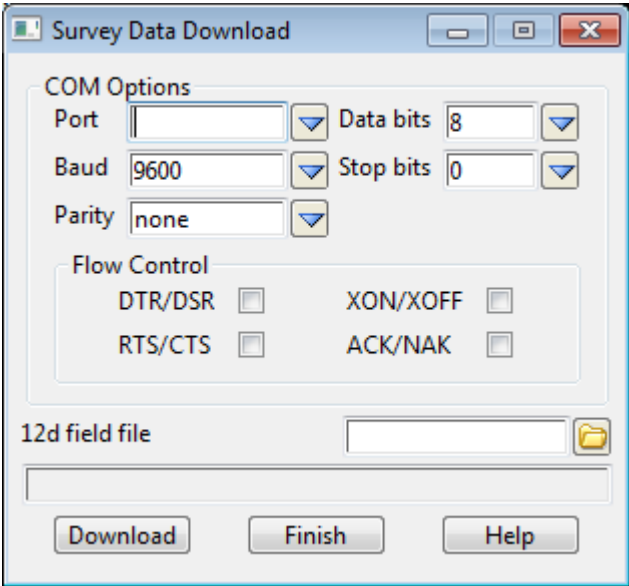 Survey Data Download
COM Options
Port Data bits 8
Baud 9600 Stop bits 0
Parity none
Flow Control
DTR/DSR XON/XOFF
RTS/CTS ACK/NAK
12d field file
Download Finish Help